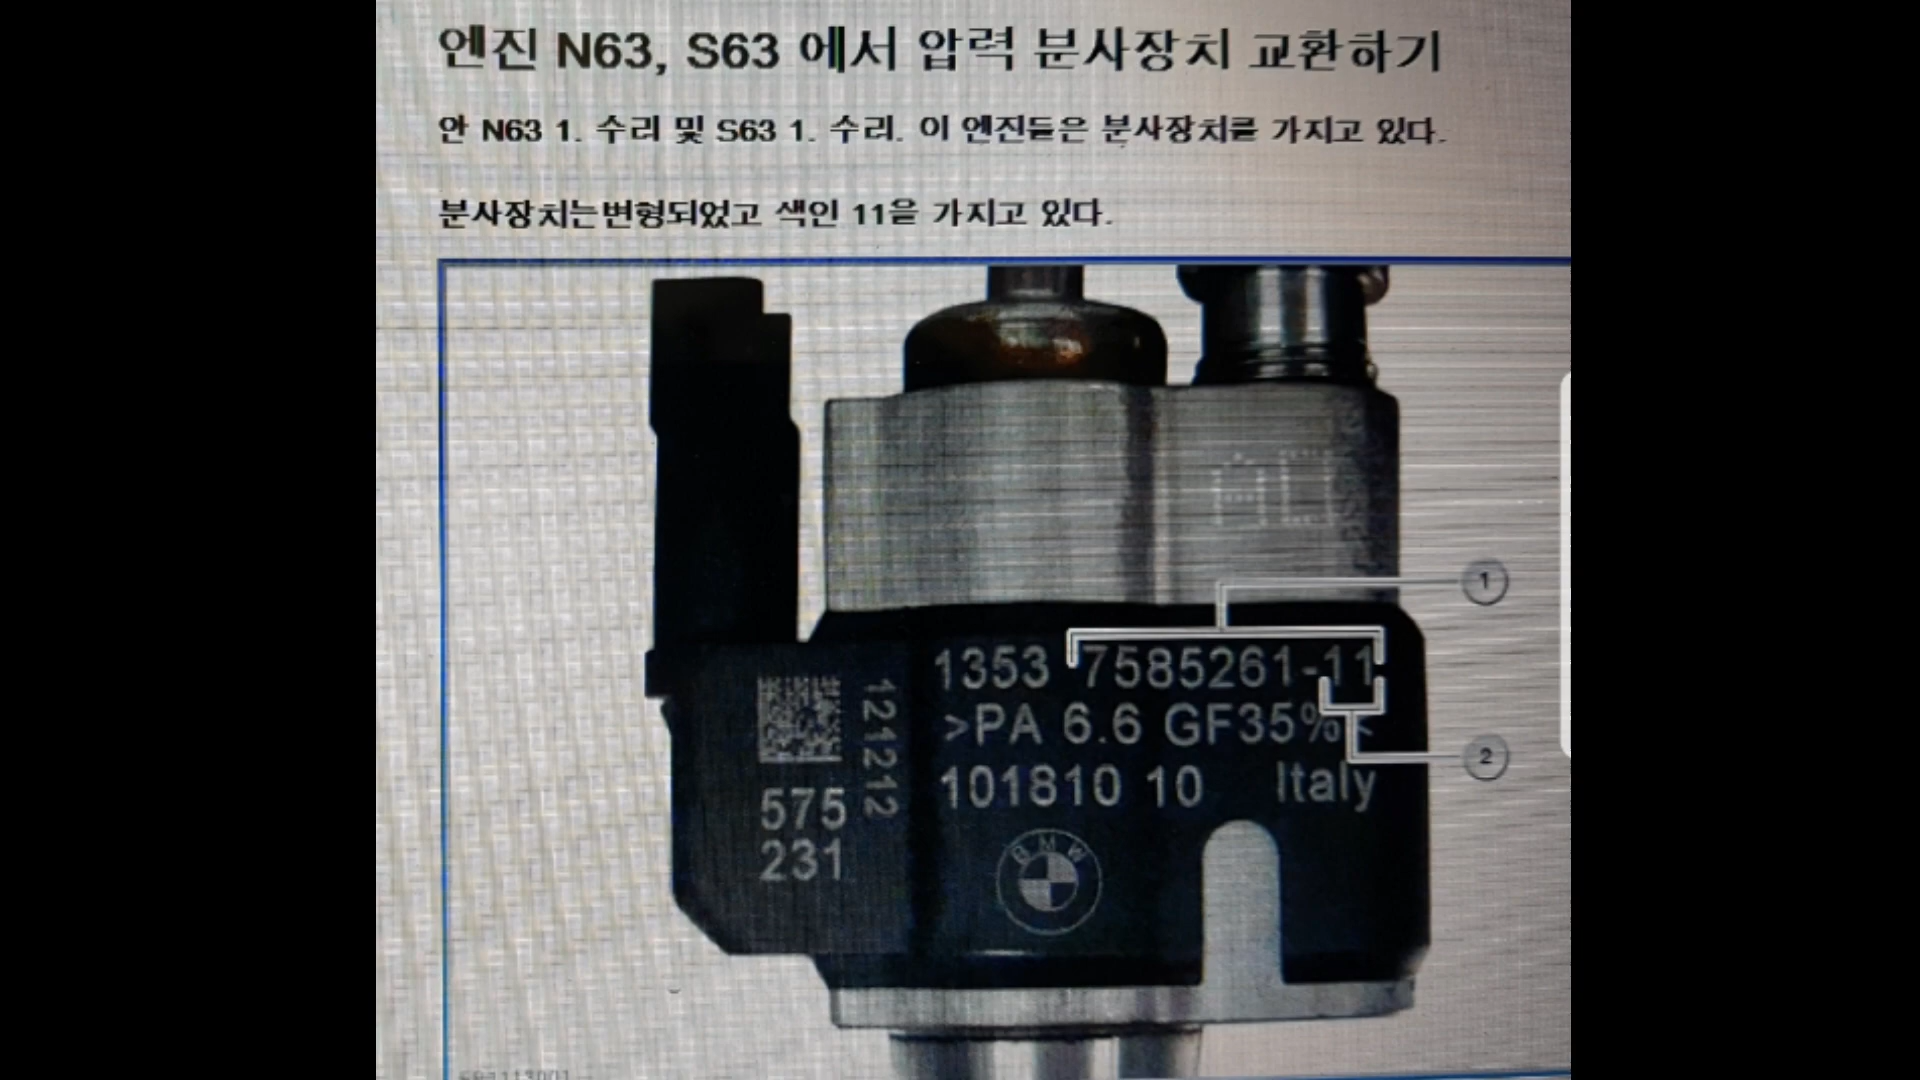 엔진 N63, S63 에서 압력 분사장치 교환하기
안 N63 1. 수리 및 S63 1. 수리. 이 엔진들은 분사장치를 가지고 있다.
분사장치는변형되었고 색인 11을 가지고 있다.
1
1353 7585261-11
>PA 6.6 GF35%<
2
101810 10 Italy
121212
575
231
BMW